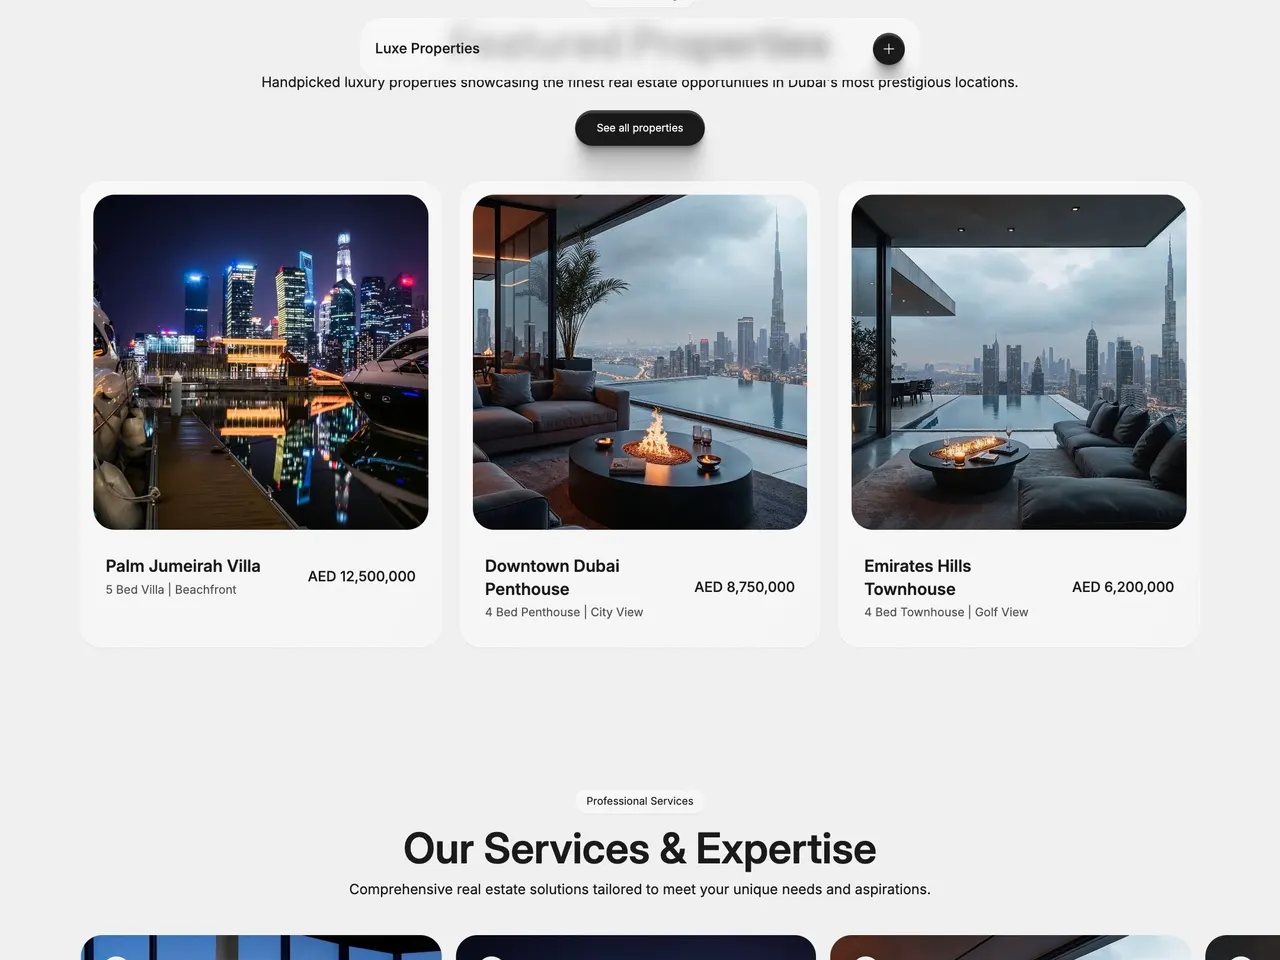 Luxe Properties
Featured Properties
Handpicked luxury properties showcasing the finest real estate opportunities in Dubai's most prestigious locations.
See all properties
Palm Jumeirah Villa
5 Bed Villa | Beachfront
AED 12,500,000
Downtown Dubai
Penthouse
4 Bed Penthouse | City View
AED 8,750,000
Emirates Hills
Townhouse
4 Bed Townhouse | Golf View
AED 6,200,000
Professional Services
Our Services & Expertise
Comprehensive real estate solutions tailored to meet your unique needs and aspirations.